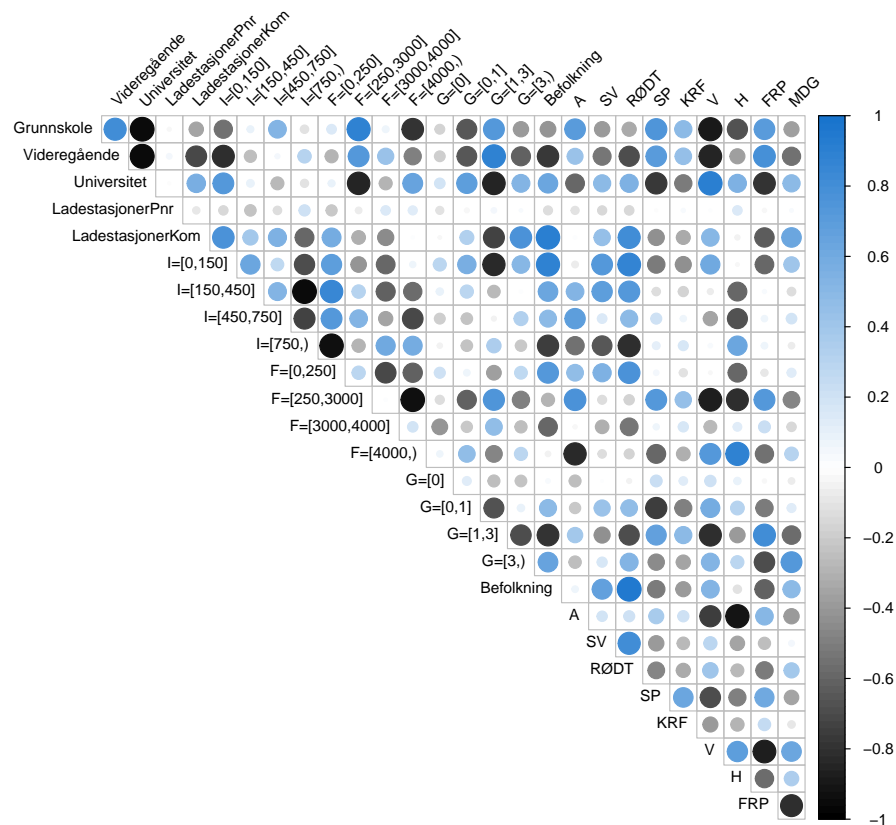 Videregående
Universitet
LadestasjonerPnr
LadestasjonerKom
I=[0,150]
I=[150,450]
I=[450,750]
I=[750,⟩
F=[0,250]
F=[250,3000]
F=[3000,4000]
F=[4000,⟩
G=[0]
G=[0,1]
G=[1,3]
G=[3,⟩
Befolkning
A
SV
RØDT
SP
KRF
V
H
FRP
MDG
Grunnskole
Videregående
Universitet
LadestasjonerPnr
LadestasjonerKom
I=[0,150]
I=[150,450]
I=[450,750]
I=[750,⟩
F=[0,250]
F=[250,3000]
F=[3000,4000]
F=[4000,⟩
G=[0]
G=[0,1]
G=[1,3]
G=[3,⟩
Befolkning
A
SV
RØDT
SP
KRF
V
H
FRP
1
0.8
0.6
0.4
0.2
0
−0.2
−0.4
−0.6
−0.8
−1